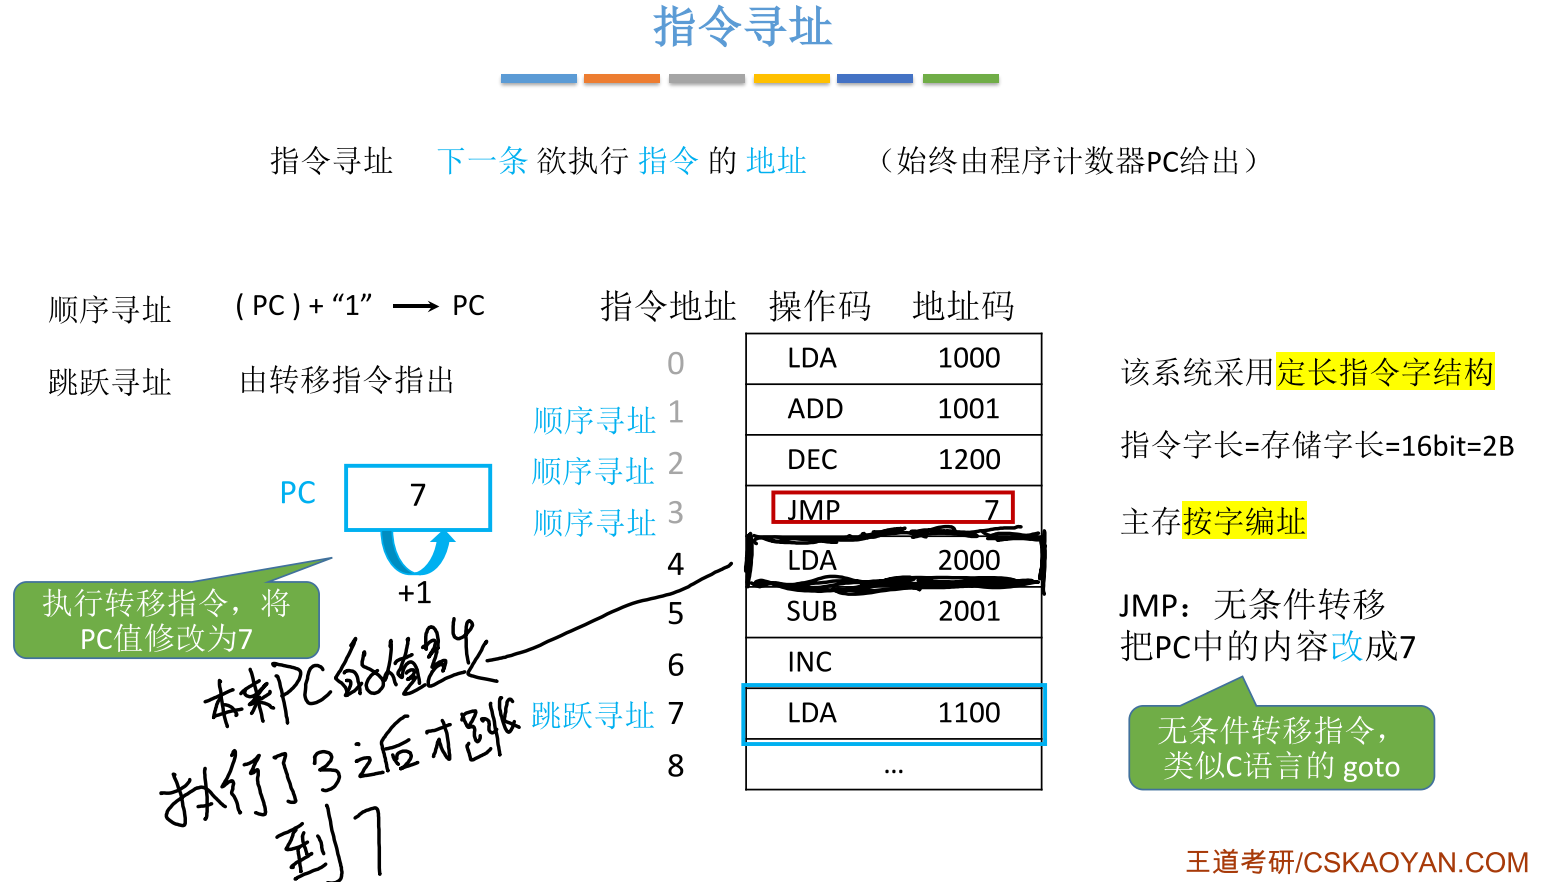 指令寻址
指令寻址 下一条 欲执行 指令 的 地址 （始终由程序计数器PC给出）
顺序寻址 ( PC ) + “1” → PC
跳跃寻址 由转移指令指出
PC 7
+1
执行转移指令，将
PC值修改为7
本来PC的值是4
执行了3之后才跳
到7
指令地址 操作码 地址码
0 LDA 1000
顺序寻址 1 ADD 1001
顺序寻址 2 DEC 1200
顺序寻址 3 JMP 7
4 LDA 2000
5 SUB 2001
6 INC
跳跃寻址 7 LDA 1100
8 ...
该系统采用定长指令字结构
指令字长=存储字长=16bit=2B
主存按字编址
JMP：无条件转移
把PC中的内容改成7
无条件转移指令，
类似C语言的 goto
王道考研/CSKAOYAN.COM